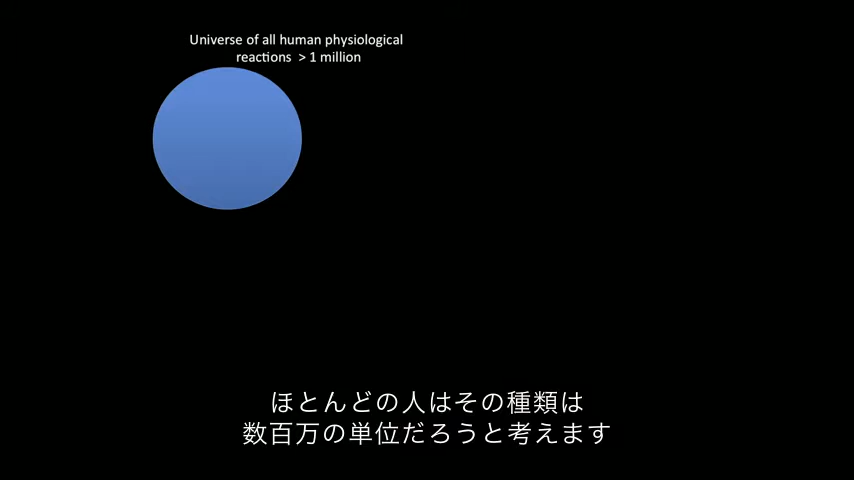 Universe of all human physiological
reactions > 1 million
ほとんどの人はその種類は
数百万の単位だろうと考えます